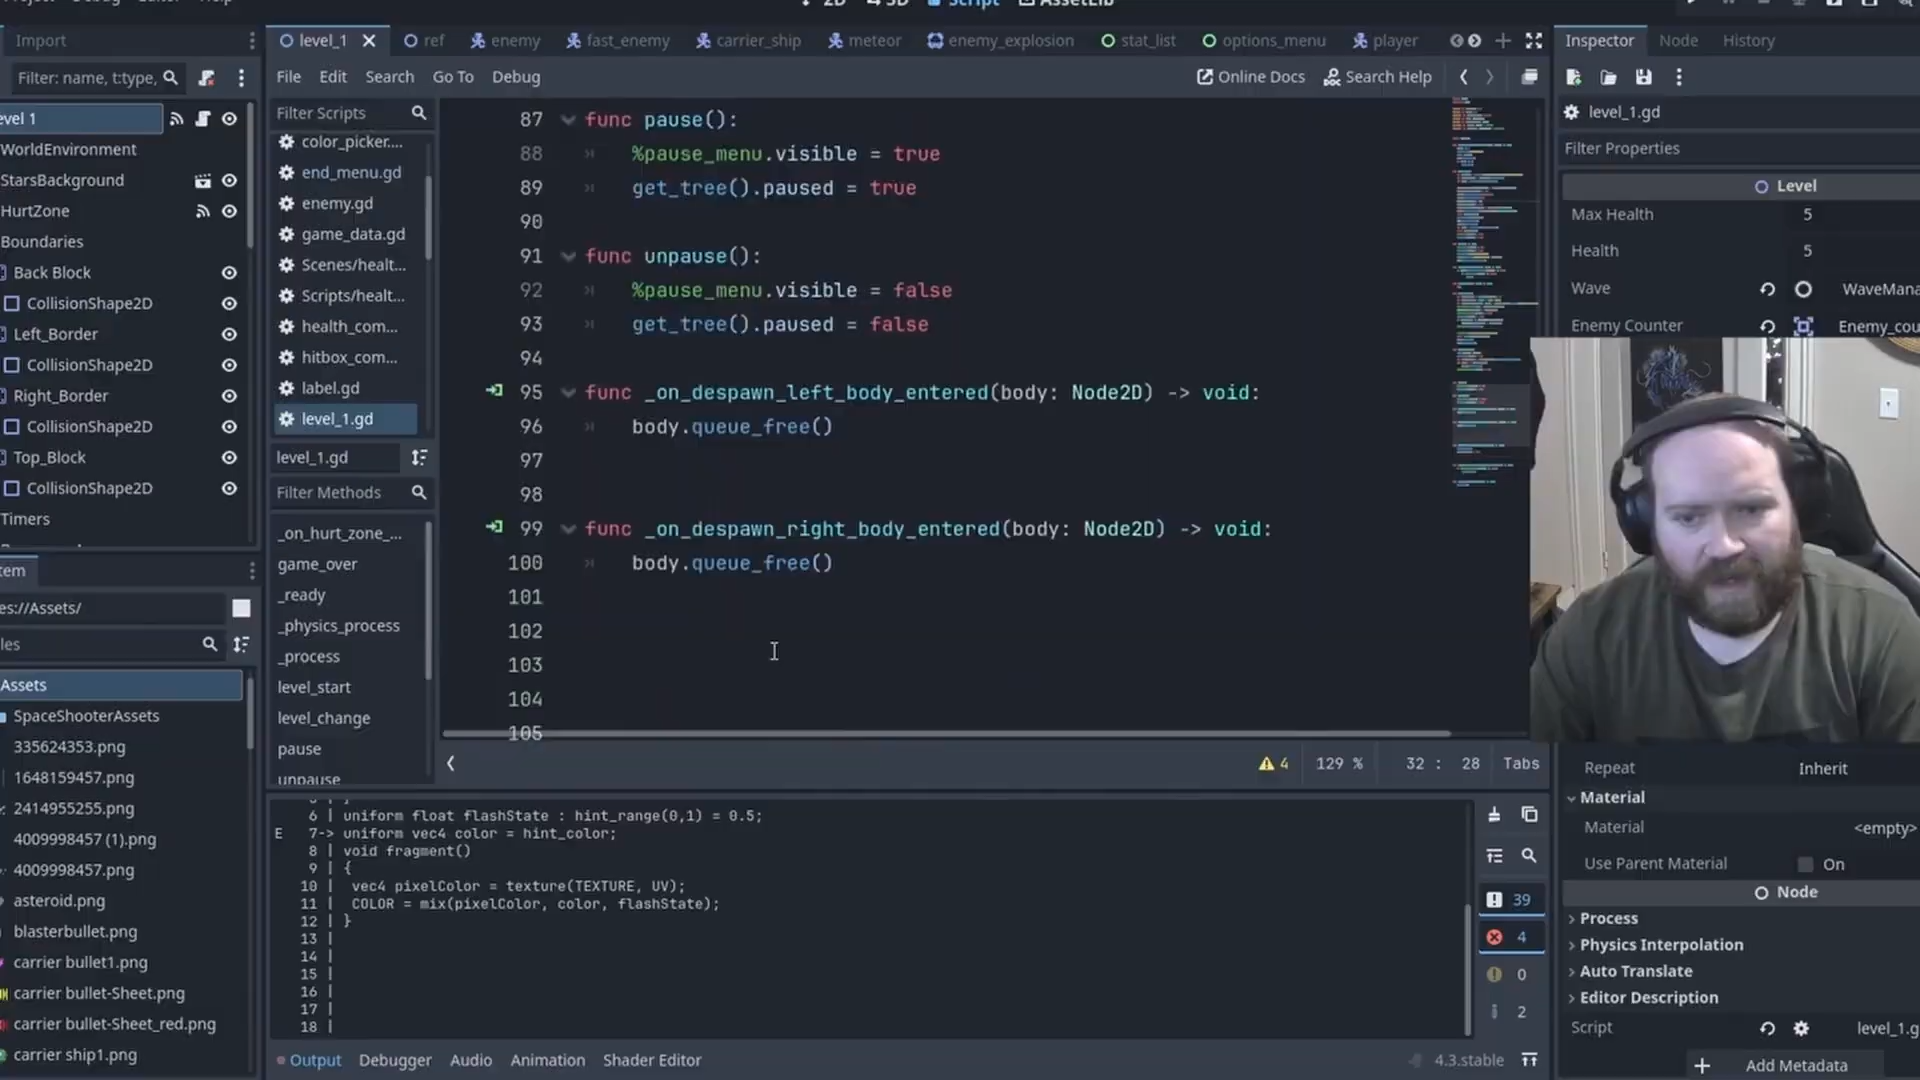 2D 3D Script AssetLib
Import
level_1 ref enemy fast_enemy carrier_ship meteor enemy_explosion stat_list options_menu player
Inspector Node History
Filter: name, t:type,
File Edit Search Go To Debug
Online Docs Search Help
evel 1
WorldEnvironment
StarsBackground
HurtZone
Boundaries
Back Block
CollisionShape2D
Left_Border
CollisionShape2D
Right_Border
CollisionShape2D
Top_Block
CollisionShape2D
Timers
tem
es://Assets/
les
Assets
SpaceShooterAssets
335624353.png
1648159457.png
2414955255.png
4009998457 (1).png
4009998457.png
asteroid.png
blasterbullet.png
carrier bullet1.png
carrier bullet-Sheet.png
carrier bullet-Sheet_red.png
carrier ship1.png
Filter Scripts
color_picker....
end_menu.gd
enemy.gd
game_data.gd
Scenes/healt...
Scripts/healt...
health_com...
hitbox_com...
label.gd
level_1.gd
level_1.gd
Filter Methods
_on_hurt_zone_...
game_over
_ready
_physics_process
_process
level_start
level_change
pause
unpause
87 func pause():
88 %pause_menu.visible = true
89 get_tree().paused = true
90
91 func unpause():
92 %pause_menu.visible = false
93 get_tree().paused = false
94
95 func _on_despawn_left_body_entered(body: Node2D) -> void:
96 body.queue_free()
97
98
99 func _on_despawn_right_body_entered(body: Node2D) -> void:
100 body.queue_free()
101
102
103
104
105
4 129 % 32 : 28 Tabs
6 | uniform float flashState : hint_range(0,1) = 0.5;
E 7-> uniform vec4 color = hint_color;
8 | void fragment()
9 | {
10 | vec4 pixelColor = texture(TEXTURE, UV);
11 | COLOR = mix(pixelColor, color, flashState);
12 | }
13 |
14 |
15 |
16 |
17 |
18 |
39
4
0
2
Output Debugger Audio Animation Shader Editor
4.3.stable
level_1.gd
Filter Properties
Level
Max Health 5
Health 5
Wave WaveMana
Enemy Counter Enemy_cou
Repeat Inherit
Material
Material <empty>
Use Parent Material On
Node
Process
Physics Interpolation
Auto Translate
Editor Description
Script level_1.g
Add Metadata